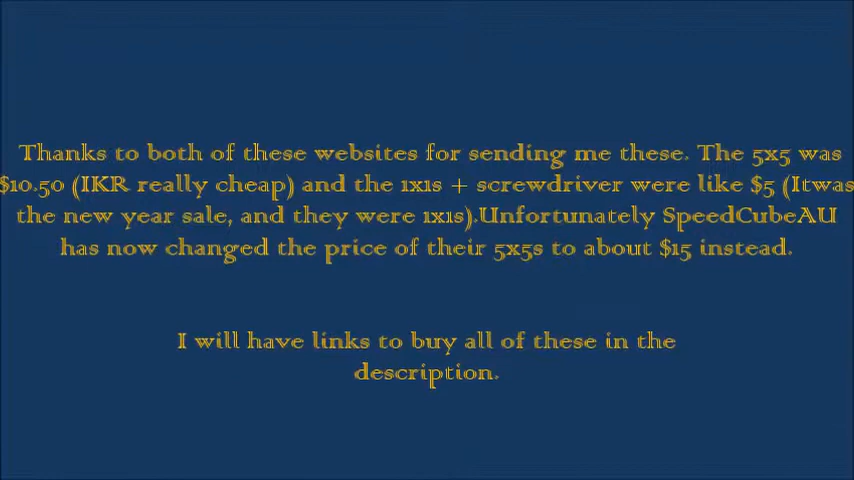 Thanks to both of these websites for sending me these. The 5x5 was
$10.50 (IKR really cheap) and the 1x1s + screwdriver were like $5 (Itwas
the new year sale, and they were 1x1s).Unfortunately SpeedCubeAU
has now changed the price of their 5x5s to about $15 instead.
I will have links to buy all of these in the
description.